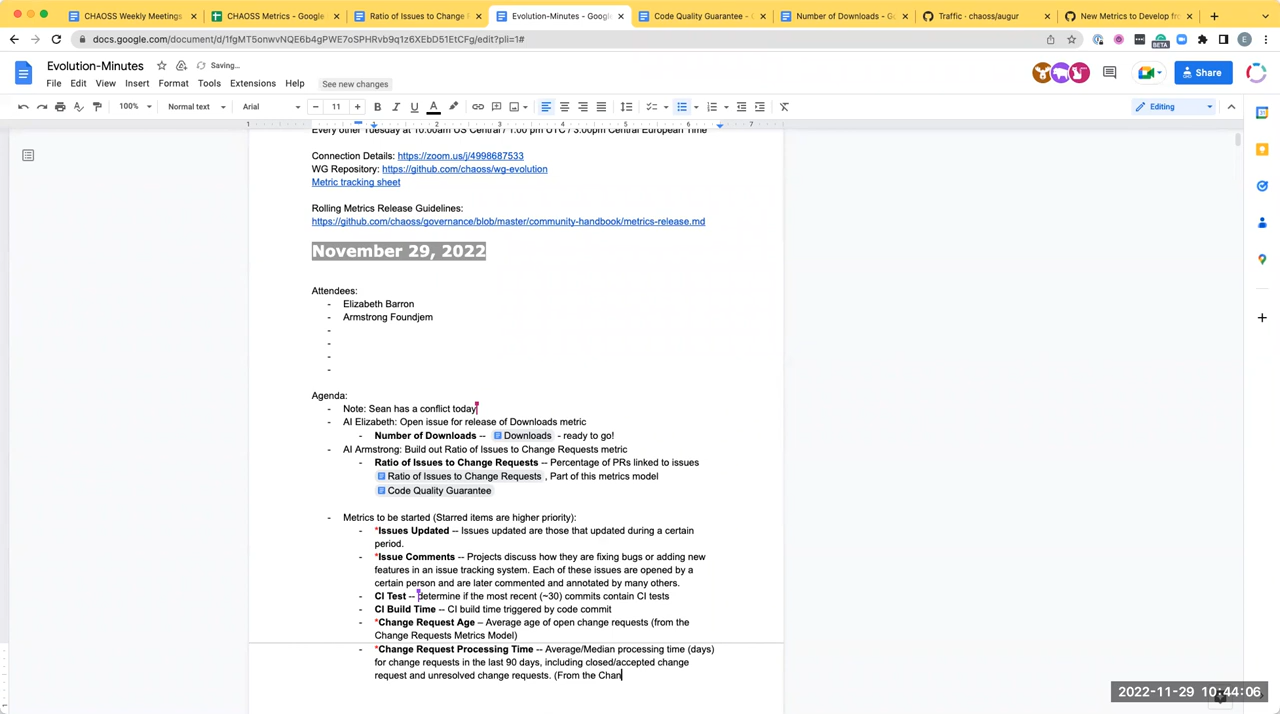 CHAOSS Weekly Meetings
CHAOSS Metrics - Google
Ratio of Issues to Change
Evolution-Minutes - Goog
Code Quality Guarantee -
Number of Downloads - Go
Traffic · chaoss/augur
New Metrics to Develop fr
docs.google.com/document/d/1fgMT5onwvNQE6b4gPWE7oSPHRvb9q1z6XEbD51EtCFg/edit?pli=1#
BETA
E
Evolution-Minutes
Saving...
File Edit View Insert Format Tools Extensions Help See new changes
Share
100% Normal text Arial 11 B I U A Editing
1 1 2 3 4 5 6 7
Every other Tuesday at 10:00am US Central / 1:00 pm UTC / 3:00pm Central European Time
Connection Details: https://zoom.us/j/4998687533
WG Repository: https://github.com/chaoss/wg-evolution
Metric tracking sheet
Rolling Metrics Release Guidelines:
https://github.com/chaoss/governance/blob/master/community-handbook/metrics-release.md
November 29, 2022
Attendees:
- Elizabeth Barron
- Armstrong Foundjem
-
-
-
-
Agenda:
- Note: Sean has a conflict today
- AI Elizabeth: Open issue for release of Downloads metric
- Number of Downloads -- Downloads - ready to go!
- AI Armstrong: Build out Ratio of Issues to Change Requests metric
- Ratio of Issues to Change Requests -- Percentage of PRs linked to issues
Ratio of Issues to Change Requests , Part of this metrics model
Code Quality Guarantee
- Metrics to be started (Starred items are higher priority):
- *Issues Updated -- Issues updated are those that updated during a certain
period.
- *Issue Comments -- Projects discuss how they are fixing bugs or adding new
features in an issue tracking system. Each of these issues are opened by a
certain person and are later commented and annotated by many others.
- CI Test -- determine if the most recent (~30) commits contain CI tests
- CI Build Time -- CI build time triggered by code commit
- *Change Request Age – Average age of open change requests (from the
Change Requests Metrics Model)
- *Change Request Processing Time -- Average/Median processing time (days)
for change requests in the last 90 days, including closed/accepted change
request and unresolved change requests. (From the Chan
2022-11-29 10:44:06